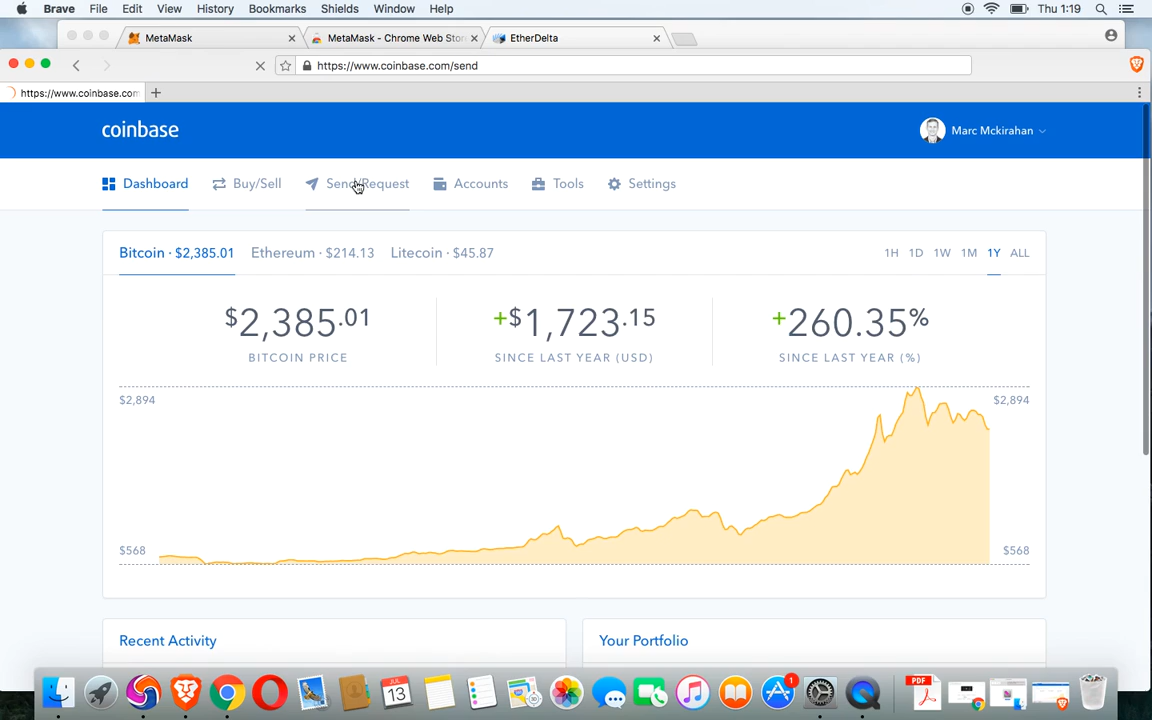 Brave File Edit View History Bookmarks Shields Window Help Thu 1:19
MetaMask MetaMask - Chrome Web Stor EtherDelta
https://www.coinbase.com/send
https://www.coinbase.com
coinbase Marc Mckirahan
Dashboard Buy/Sell Send/Request Accounts Tools Settings
Bitcoin · $2,385.01 Ethereum · $214.13 Litecoin · $45.87 1H 1D 1W 1M 1Y ALL
$2,385.01 +$1,723.15 +260.35%
BITCOIN PRICE SINCE LAST YEAR (USD) SINCE LAST YEAR (%)
$2,894 $2,894
$568 $568
Recent Activity Your Portfolio
1
JUL
13
PDF